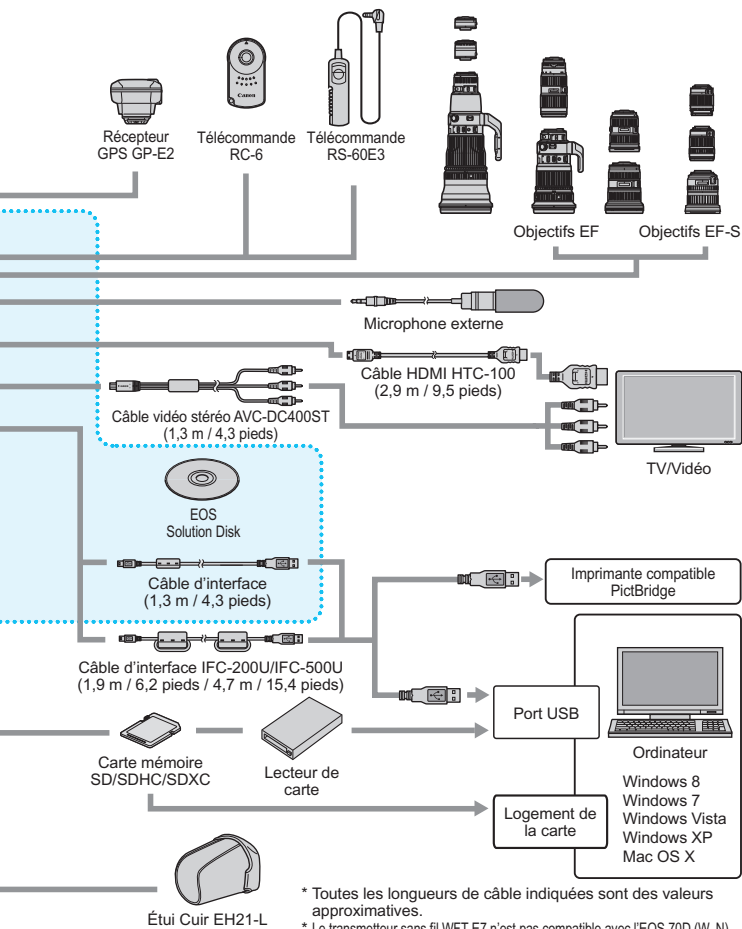 Canon
Récepteur
GPS GP-E2
Télécommande
RC-6
Télécommande
RS-60E3
Objectifs EF
Objectifs EF-S
Microphone externe
Câble HDMI HTC-100
(2,9 m / 9,5 pieds)
Câble vidéo stéréo AVC-DC400ST
(1,3 m / 4,3 pieds)
TV/Vidéo
EOS
Solution Disk
Câble d’interface
(1,3 m / 4,3 pieds)
Imprimante compatible
PictBridge
Câble d’interface IFC-200U/IFC-500U
(1,9 m / 6,2 pieds / 4,7 m / 15,4 pieds)
Port USB
Ordinateur
Carte mémoire
SD/SDHC/SDXC
Lecteur de
carte
Windows 8
Windows 7
Windows Vista
Windows XP
Mac OS X
Logement de
la carte
Étui Cuir EH21-L
* Toutes les longueurs de câble indiquées sont des valeurs
approximatives.
* Le transmetteur sans fil WFT-E7 n’est pas compatible avec l’EOS 70D (W, N).